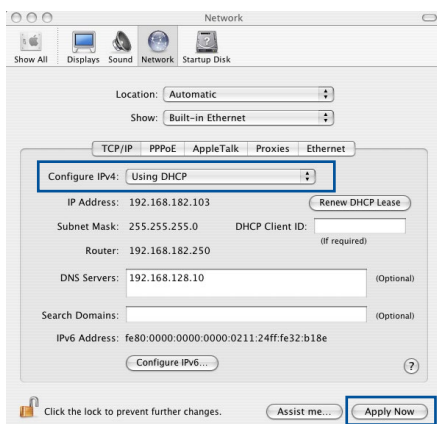 Network
Show All Displays Sound Network Startup Disk
Location: Automatic
Show: Built-in Ethernet
TCP/IP PPPoE AppleTalk Proxies Ethernet
Configure IPv4: Using DHCP
IP Address: 192.168.182.103 Renew DHCP Lease
Subnet Mask: 255.255.255.0 DHCP Client ID:
(If required)
Router: 192.168.182.250
DNS Servers: 192.168.128.10 (Optional)
Search Domains: (Optional)
IPv6 Address: fe80:0000:0000:0000:0211:24ff:fe32:b18e
Configure IPv6... ?
Click the lock to prevent further changes. Assist me... Apply Now